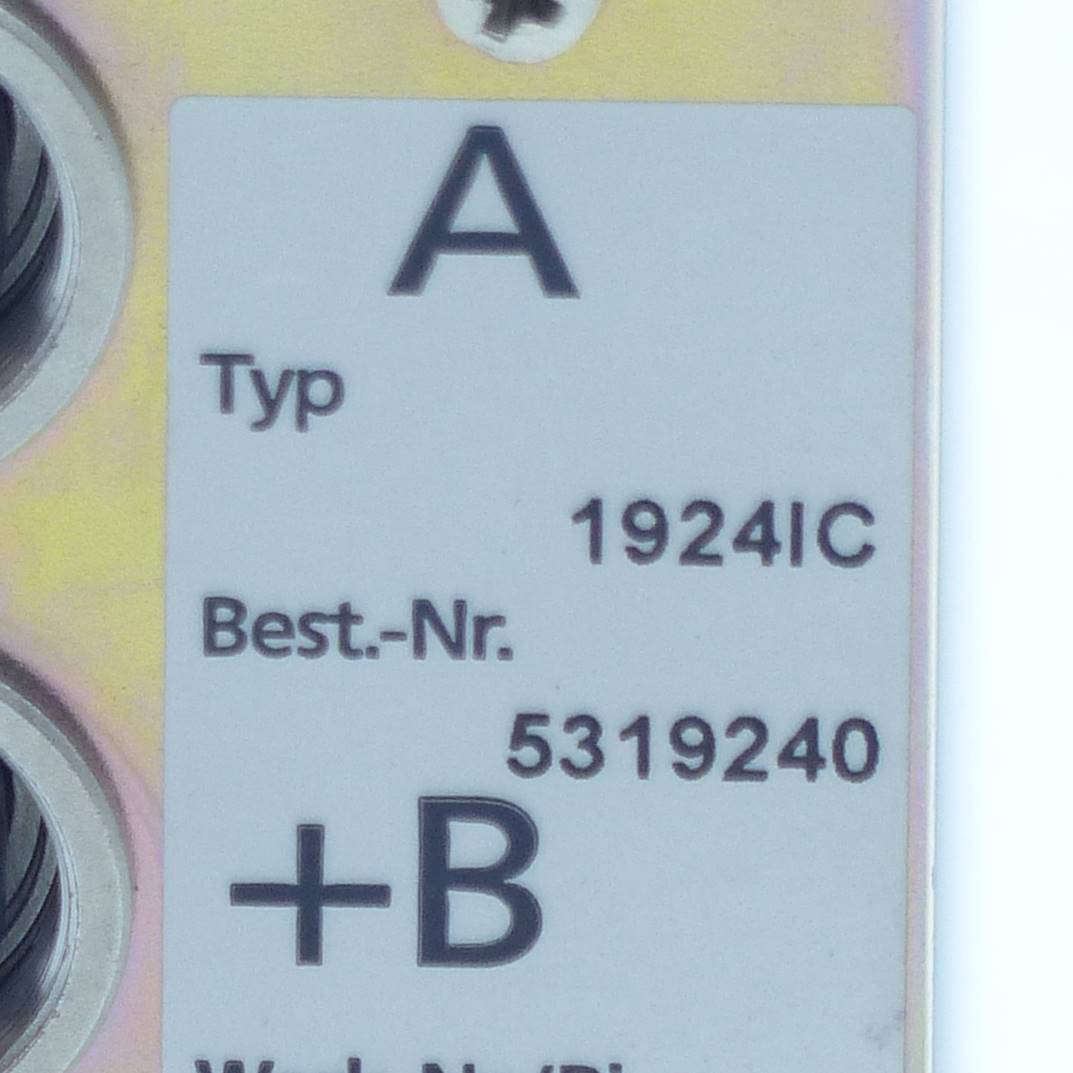 A
Typ
1924IC
Best.-Nr.
5319240
+B